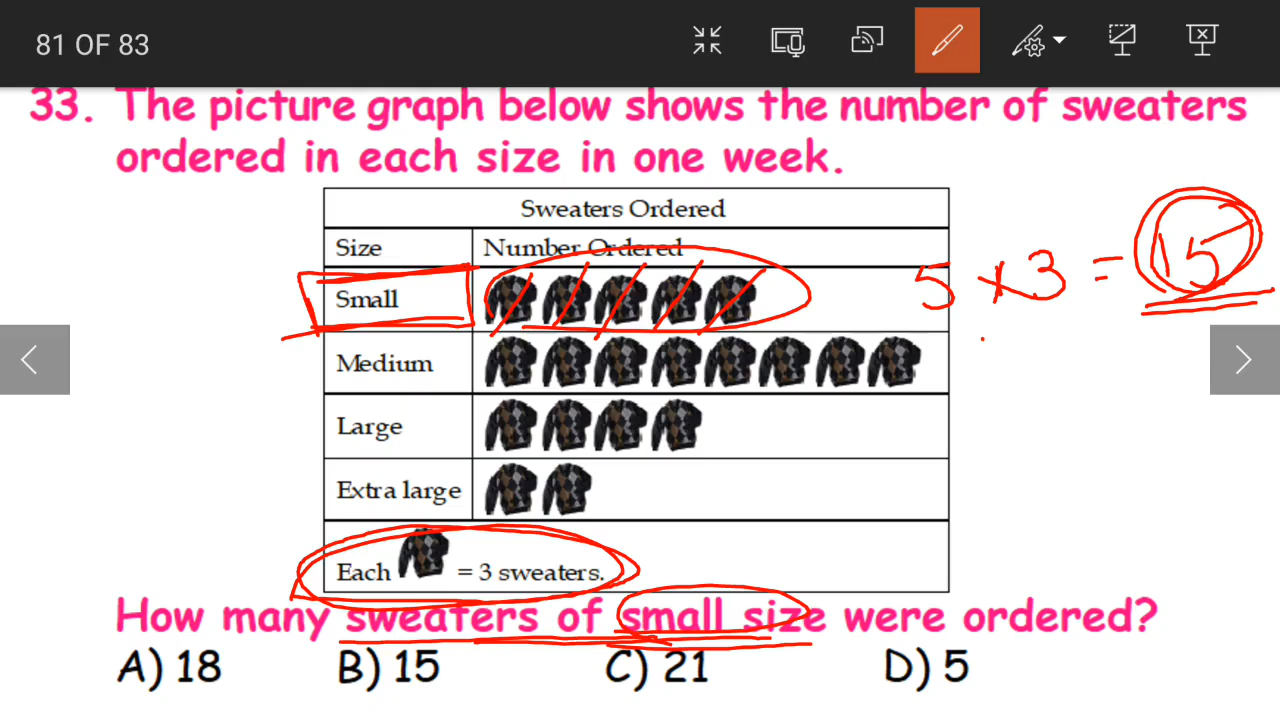 81 OF 83
33. The picture graph below shows the number of sweaters
ordered in each size in one week.
Sweaters Ordered
Size Number Ordered
Small
5 × 3 = 15
Medium
Large
Extra large
Each = 3 sweaters.
How many sweaters of small size were ordered?
A) 18 B) 15 C) 21 D) 5